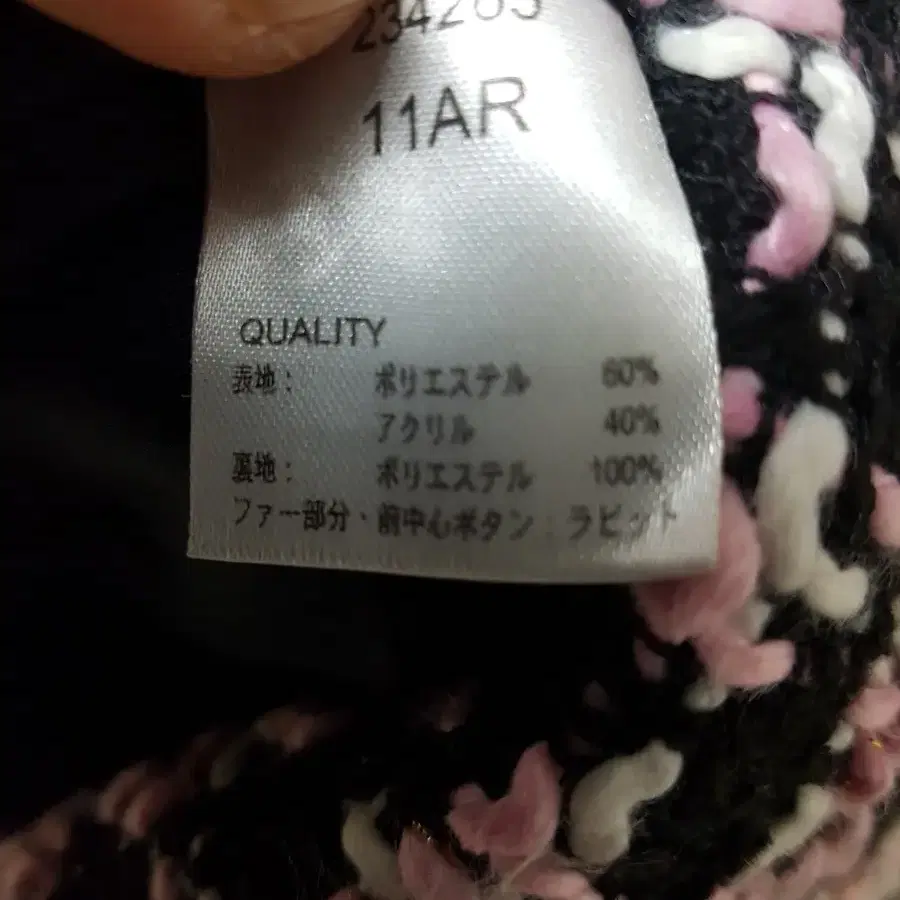 234285
11AR
QUALITY
表地： ポリエステル 60%
アクリル 40%
裏地： ポリエステル 100%
ファー部分・前中心ボタン：ラビット